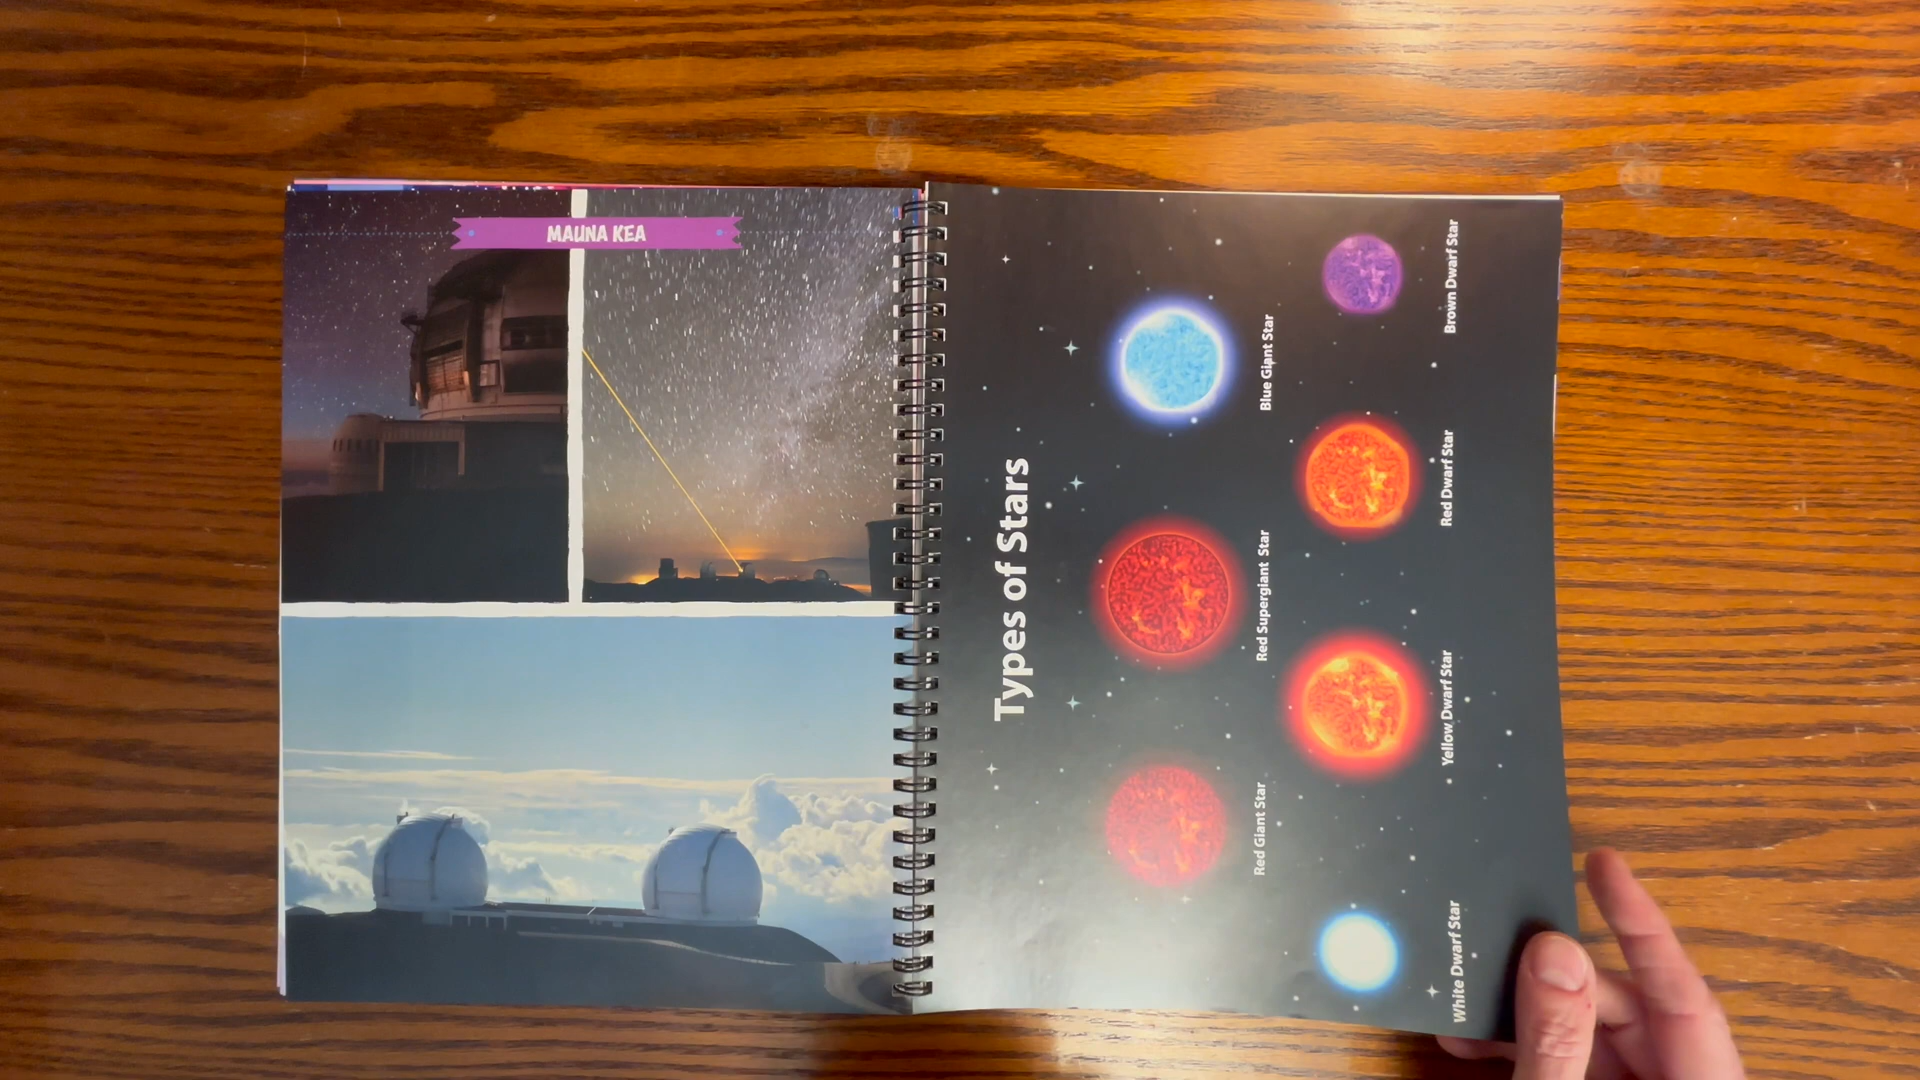 MAUNA KEA
Types of Stars
Red Giant Star
Red Supergiant Star
Blue Giant Star
White Dwarf Star
Yellow Dwarf Star
Red Dwarf Star
Brown Dwarf Star